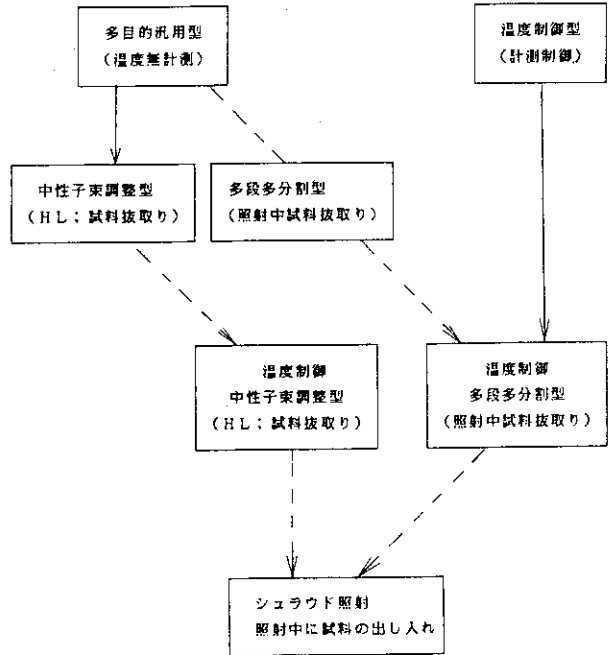 多目的汎用型
（温度無計測）
温度制御型
（計測制御）
中性子束調整型
（HL；試料抜取り）
多段多分割型
（照射中試料抜取り）
温度制御
中性子束調整型
（HL；試料抜取り）
温度制御
多段多分割型
（照射中試料抜取り）
シュラウド照射
照射中に試料の出し入れ